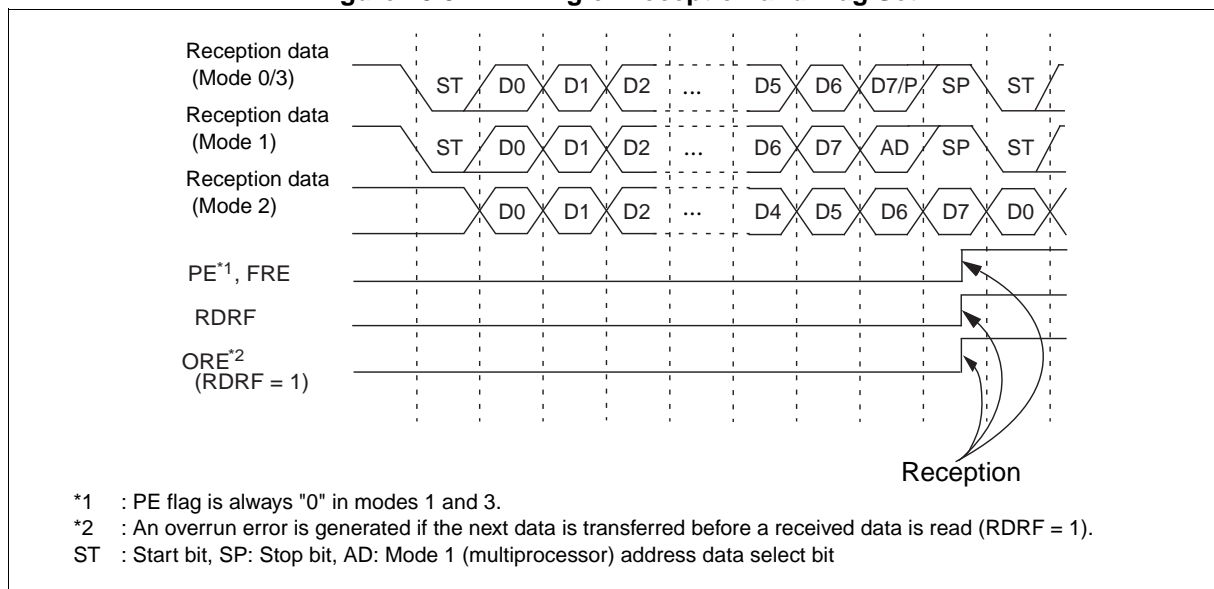 Reception data
(Mode 0/3)
ST D0 D1 D2 ... D5 D6 D7/P SP ST
Reception data
(Mode 1)
ST D0 D1 D2 ... D6 D7 AD SP ST
Reception data
(Mode 2)
D0 D1 D2 ... D4 D5 D6 D7 D0
PE*1, FRE
RDRF
ORE*2
(RDRF = 1)
Reception
*1 : PE flag is always "0" in modes 1 and 3.
*2 : An overrun error is generated if the next data is transferred before a received data is read (RDRF = 1).
ST : Start bit, SP: Stop bit, AD: Mode 1 (multiprocessor) address data select bit